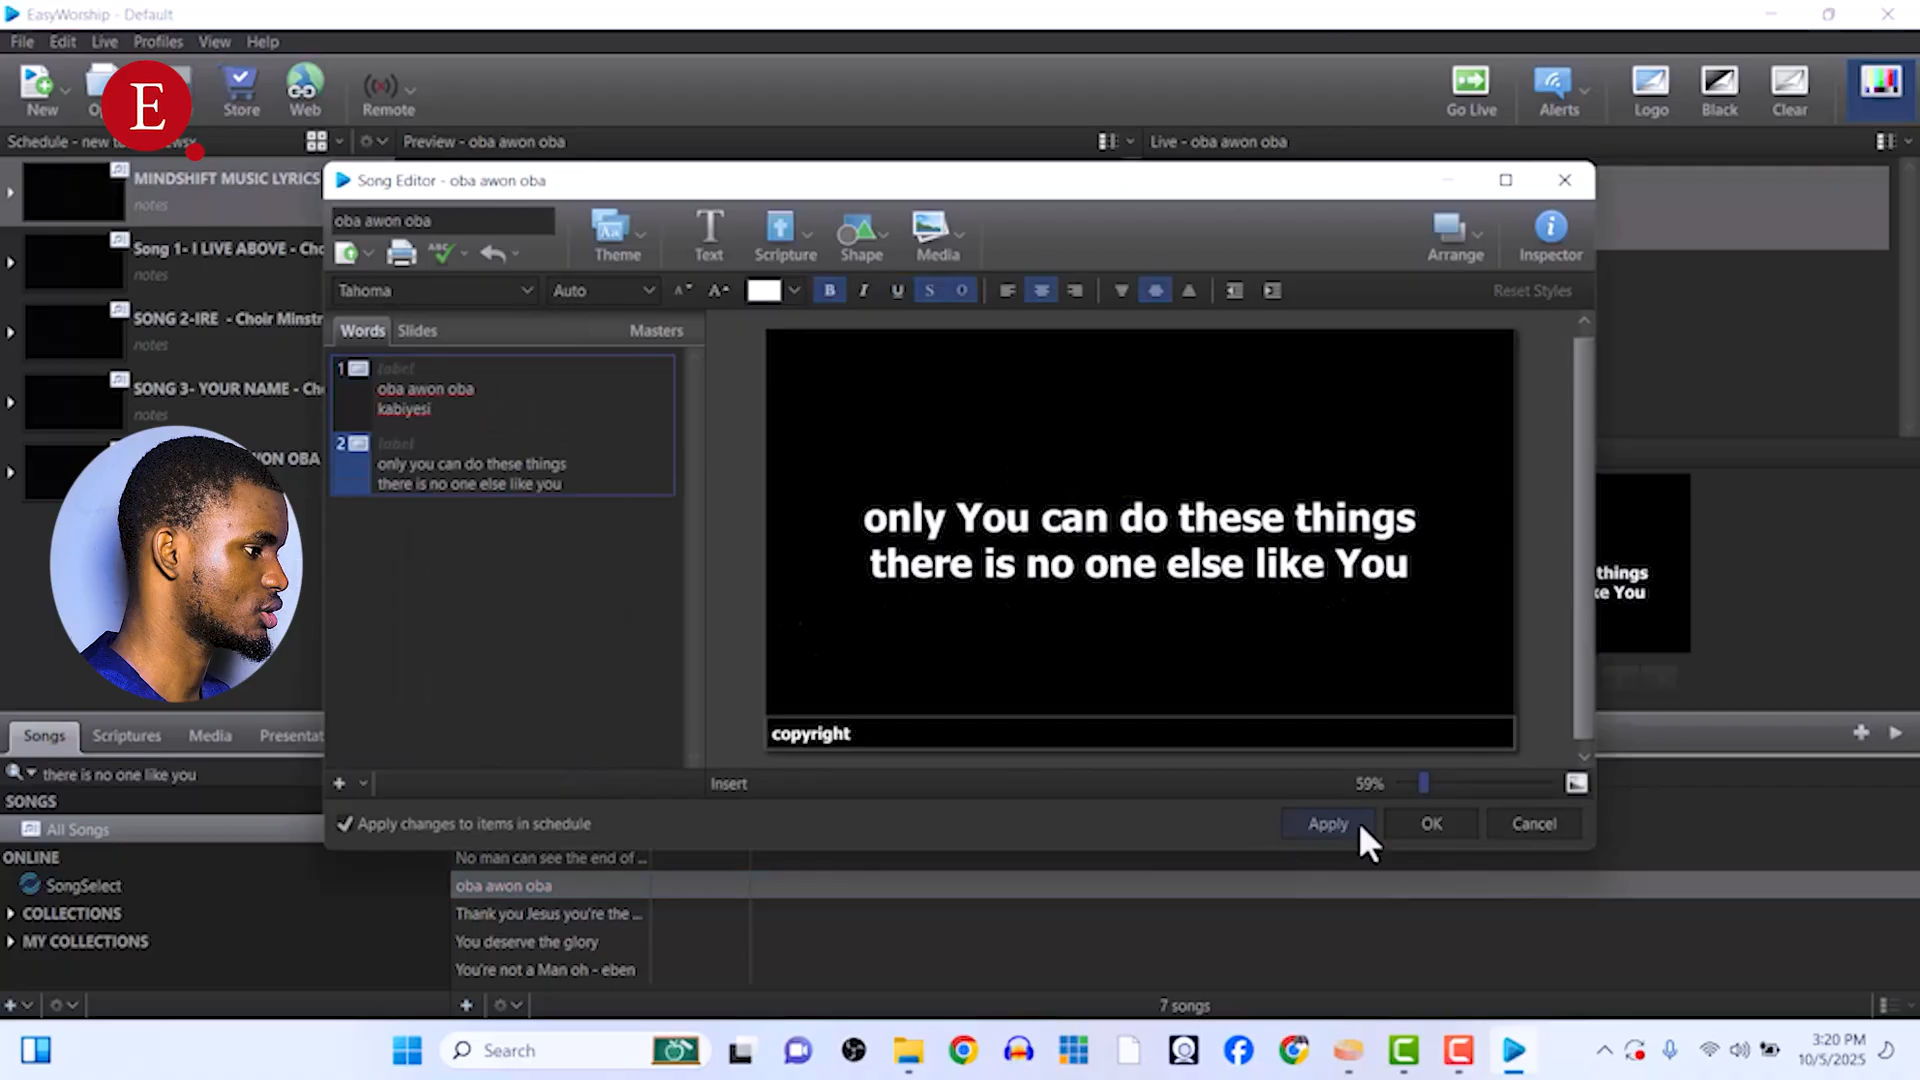 EasyWorship - Default
File Edit Live Profiles View Help
New
Store
Web
Remote
Go Live
Alerts
Logo
Black
Clear
E
Schedule - new
Preview - oba awon oba
Live - oba awon oba
MINDSHIFT MUSIC LYRICS
notes
Song 1- I LIVE ABOVE - Cho
notes
SONG 2-IRE - Choir Minstr
notes
SONG 3- YOUR NAME - Ch
notes
WON OBA
Song Editor - oba awon oba
oba awon oba
Theme
Text
Scripture
Shape
Media
Arrange
Inspector
Tahoma
Auto
B I U S O
Reset Styles
Words
Slides
Masters
1 label
oba awon oba
kabiyesi
2 label
only you can do these things
there is no one else like you
only You can do these things
there is no one else like You
copyright
things
ke You
Insert
59%
Apply changes to items in schedule
Apply
OK
Cancel
Songs
Scriptures
Media
Presentat
there is no one like you
SONGS
All Songs
ONLINE
SongSelect
COLLECTIONS
MY COLLECTIONS
No man can see the end of ...
oba awon oba
Thank you Jesus you're the ...
You deserve the glory
You're not a Man oh - eben
7 songs
Search
3:20 PM
10/5/2025